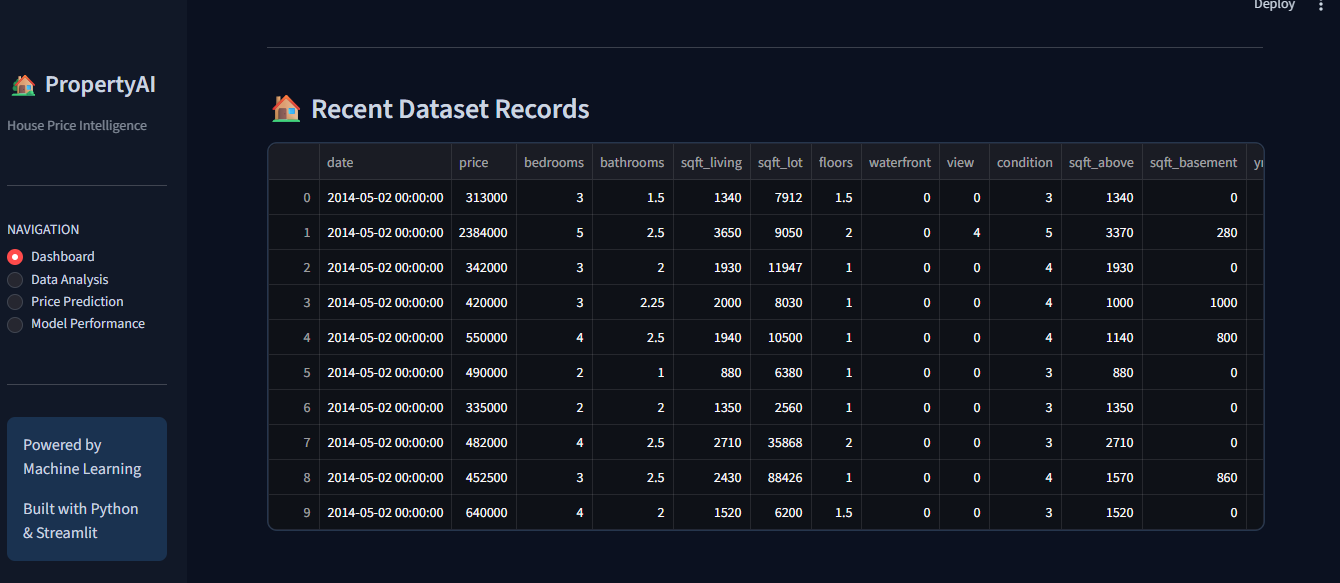 Deploy
PropertyAI
House Price Intelligence
NAVIGATION
Dashboard
Data Analysis
Price Prediction
Model Performance
Powered by
Machine Learning
Built with Python
& Streamlit
Recent Dataset Records
date price bedrooms bathrooms sqft_living sqft_lot floors waterfront view condition sqft_above sqft_basement
0 2014-05-02 00:00:00 313000 3 1.5 1340 7912 1.5 0 0 3 1340 0
1 2014-05-02 00:00:00 2384000 5 2.5 3650 9050 2 0 4 5 3370 280
2 2014-05-02 00:00:00 342000 3 2 1930 11947 1 0 0 4 1930 0
3 2014-05-02 00:00:00 420000 3 2.25 2000 8030 1 0 0 4 1000 1000
4 2014-05-02 00:00:00 550000 4 2.5 1940 10500 1 0 0 4 1140 800
5 2014-05-02 00:00:00 490000 2 1 880 6380 1 0 0 3 880 0
6 2014-05-02 00:00:00 335000 2 2 1350 2560 1 0 0 3 1350 0
7 2014-05-02 00:00:00 482000 4 2.5 2710 35868 2 0 0 3 2710 0
8 2014-05-02 00:00:00 452500 3 2.5 2430 88426 1 0 0 4 1570 860
9 2014-05-02 00:00:00 640000 4 2 1520 6200 1.5 0 0 3 1520 0